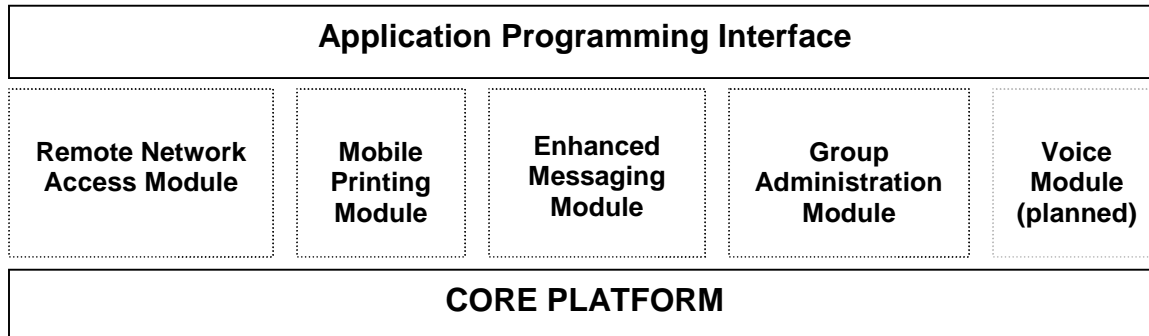 Application Programming Interface
Remote Network
Access Module
Mobile
Printing
Module
Enhanced
Messaging
Module
Group
Administration
Module
Voice
Module
(planned)
CORE PLATFORM